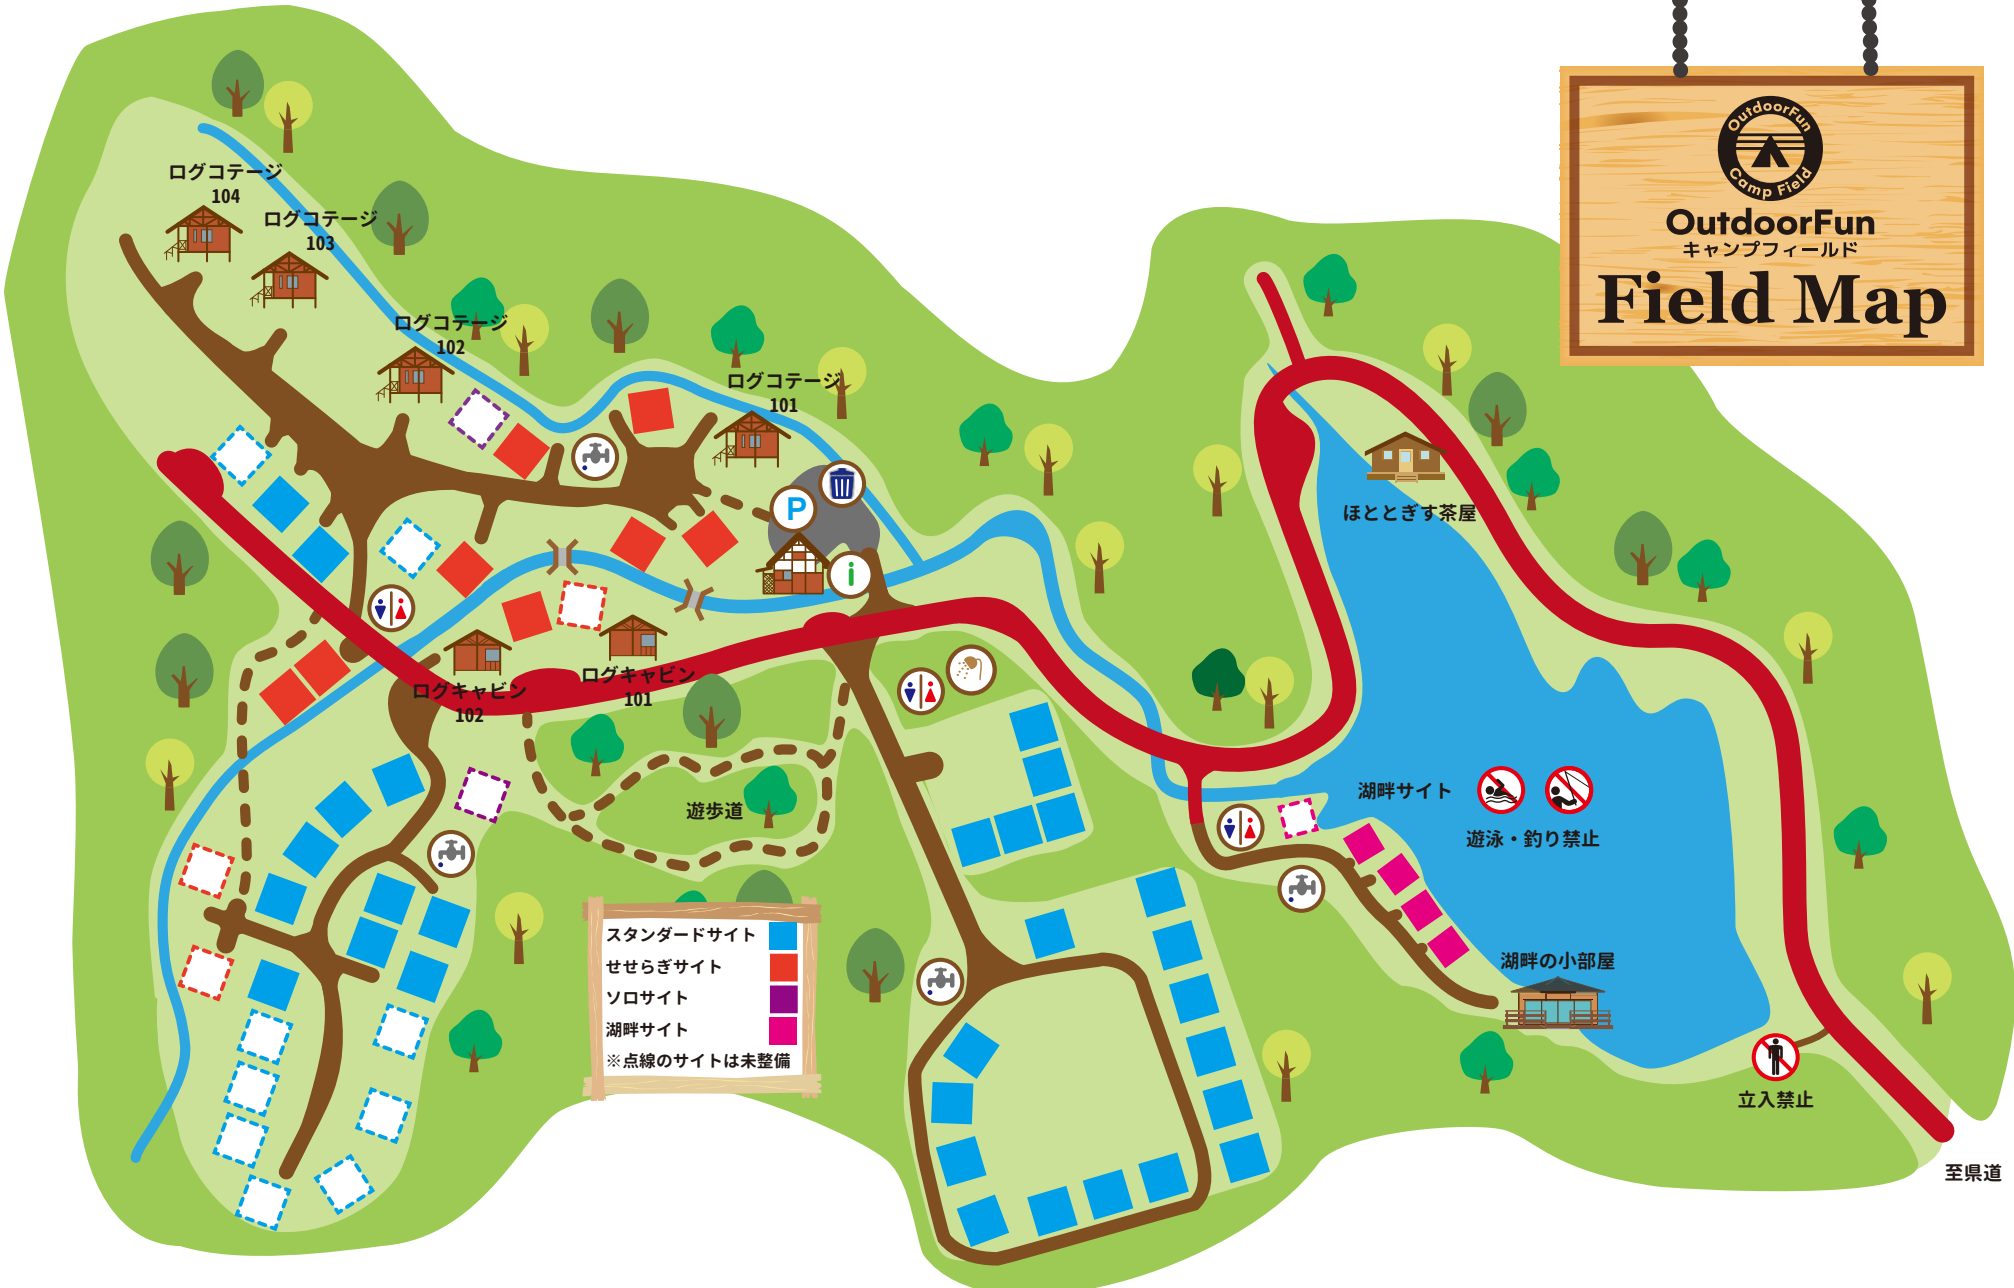 OutdoorFun
Camp Field
OutdoorFun
キャンプフィールド
Field Map
ログコテージ
104
ログコテージ
103
ログコテージ
102
ログコテージ
101
P
i
ほととぎす茶屋
ログキャビン
101
ログキャビン
102
遊歩道
湖畔サイト
遊泳・釣り禁止
湖畔の小部屋
立入禁止
至県道
スタンダードサイト
せせらぎサイト
ソロサイト
湖畔サイト
※点線のサイトは未整備